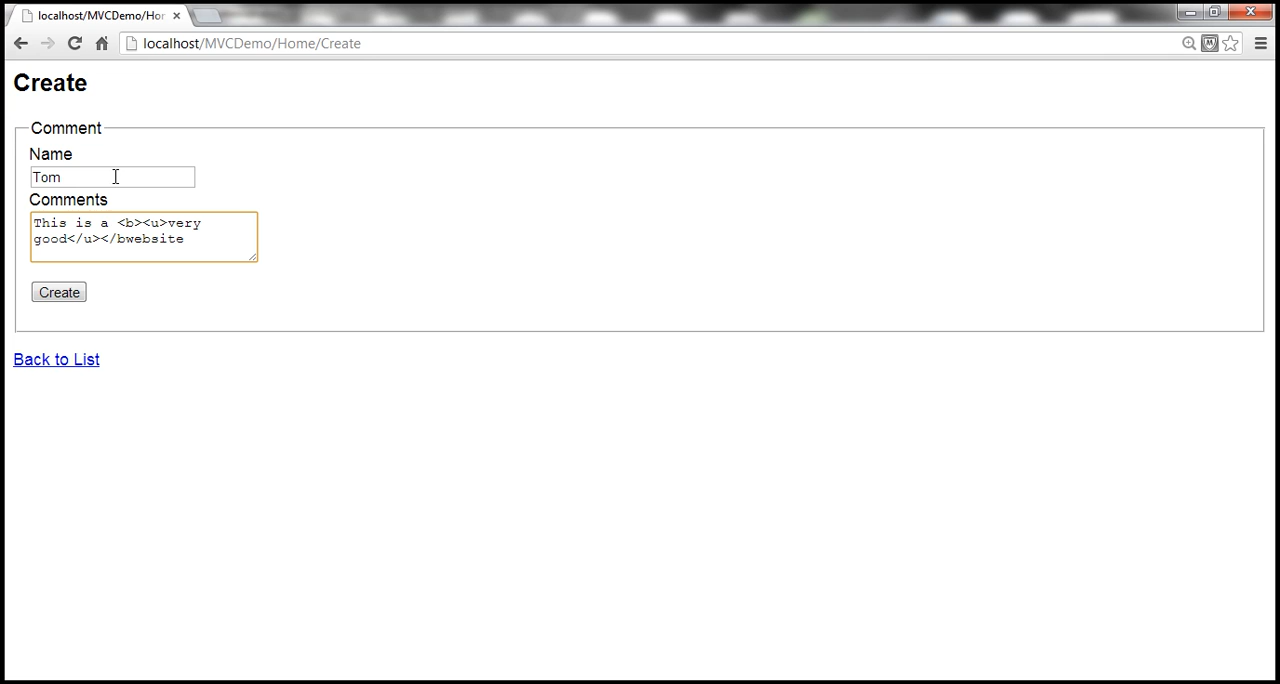 localhost/MVCDemo/Hor
localhost/MVCDemo/Home/Create
Create
Comment
Name
Tom
Comments
This is a <b><u>very
good</u></bwebsite
Create
Back to List